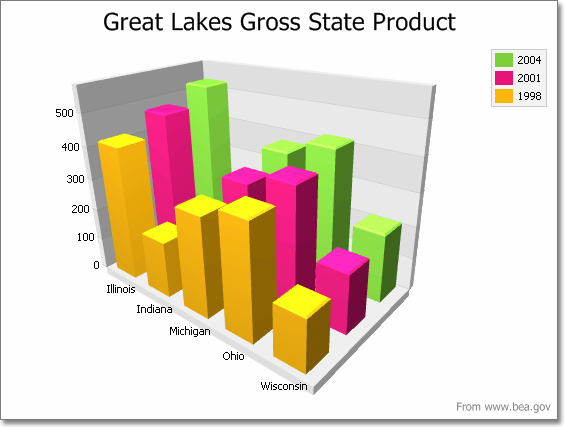 Great Lakes Gross State Product
2004
2001
1998
500
400
300
200
100
0
Illinois
Indiana
Michigan
Ohio
Wisconsin
From www.bea.gov